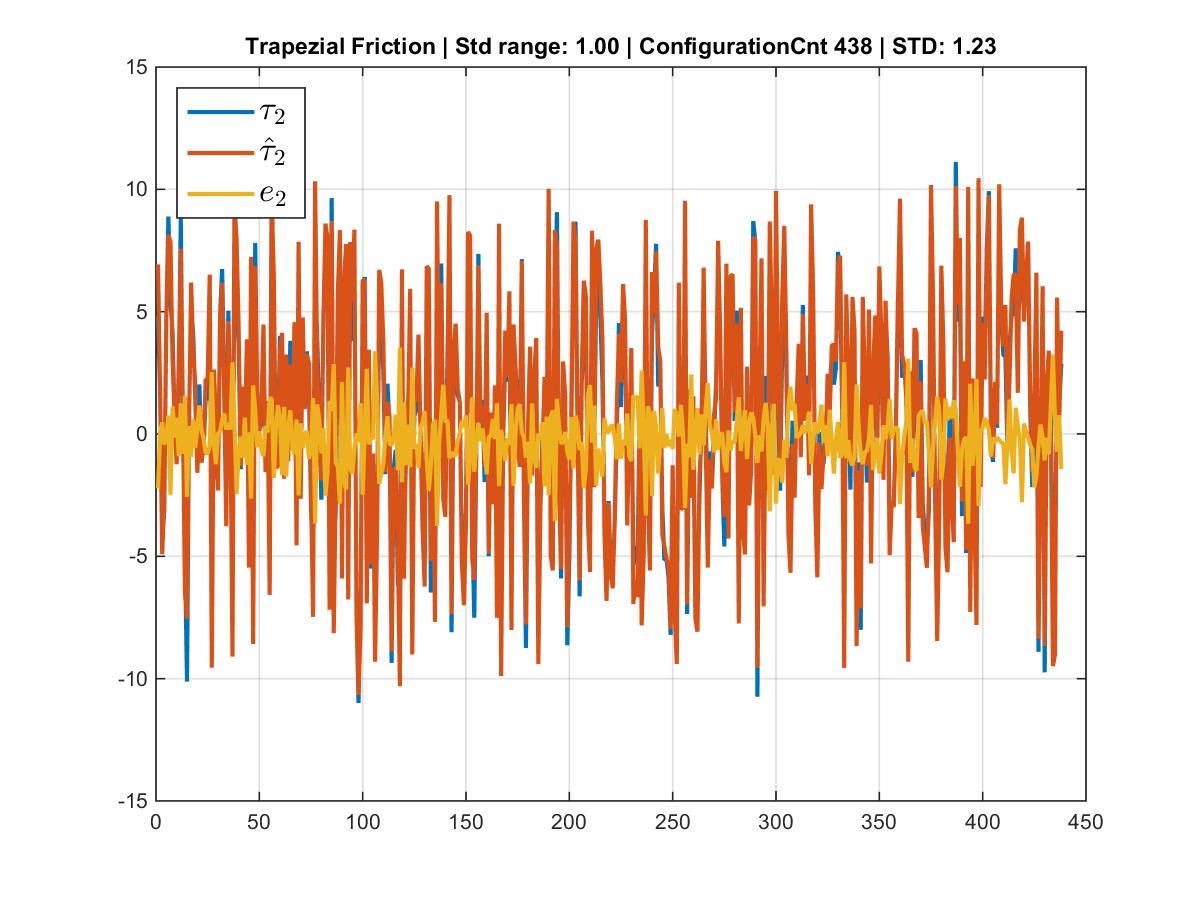 Trapezial Friction | Std range: 1.00 | ConfigurationCnt 438 | STD: 1.23
15
10
5
0
-5
-10
-15
τ₂
τ̂₂
e₂
0 50 100 150 200 250 300 350 400 450